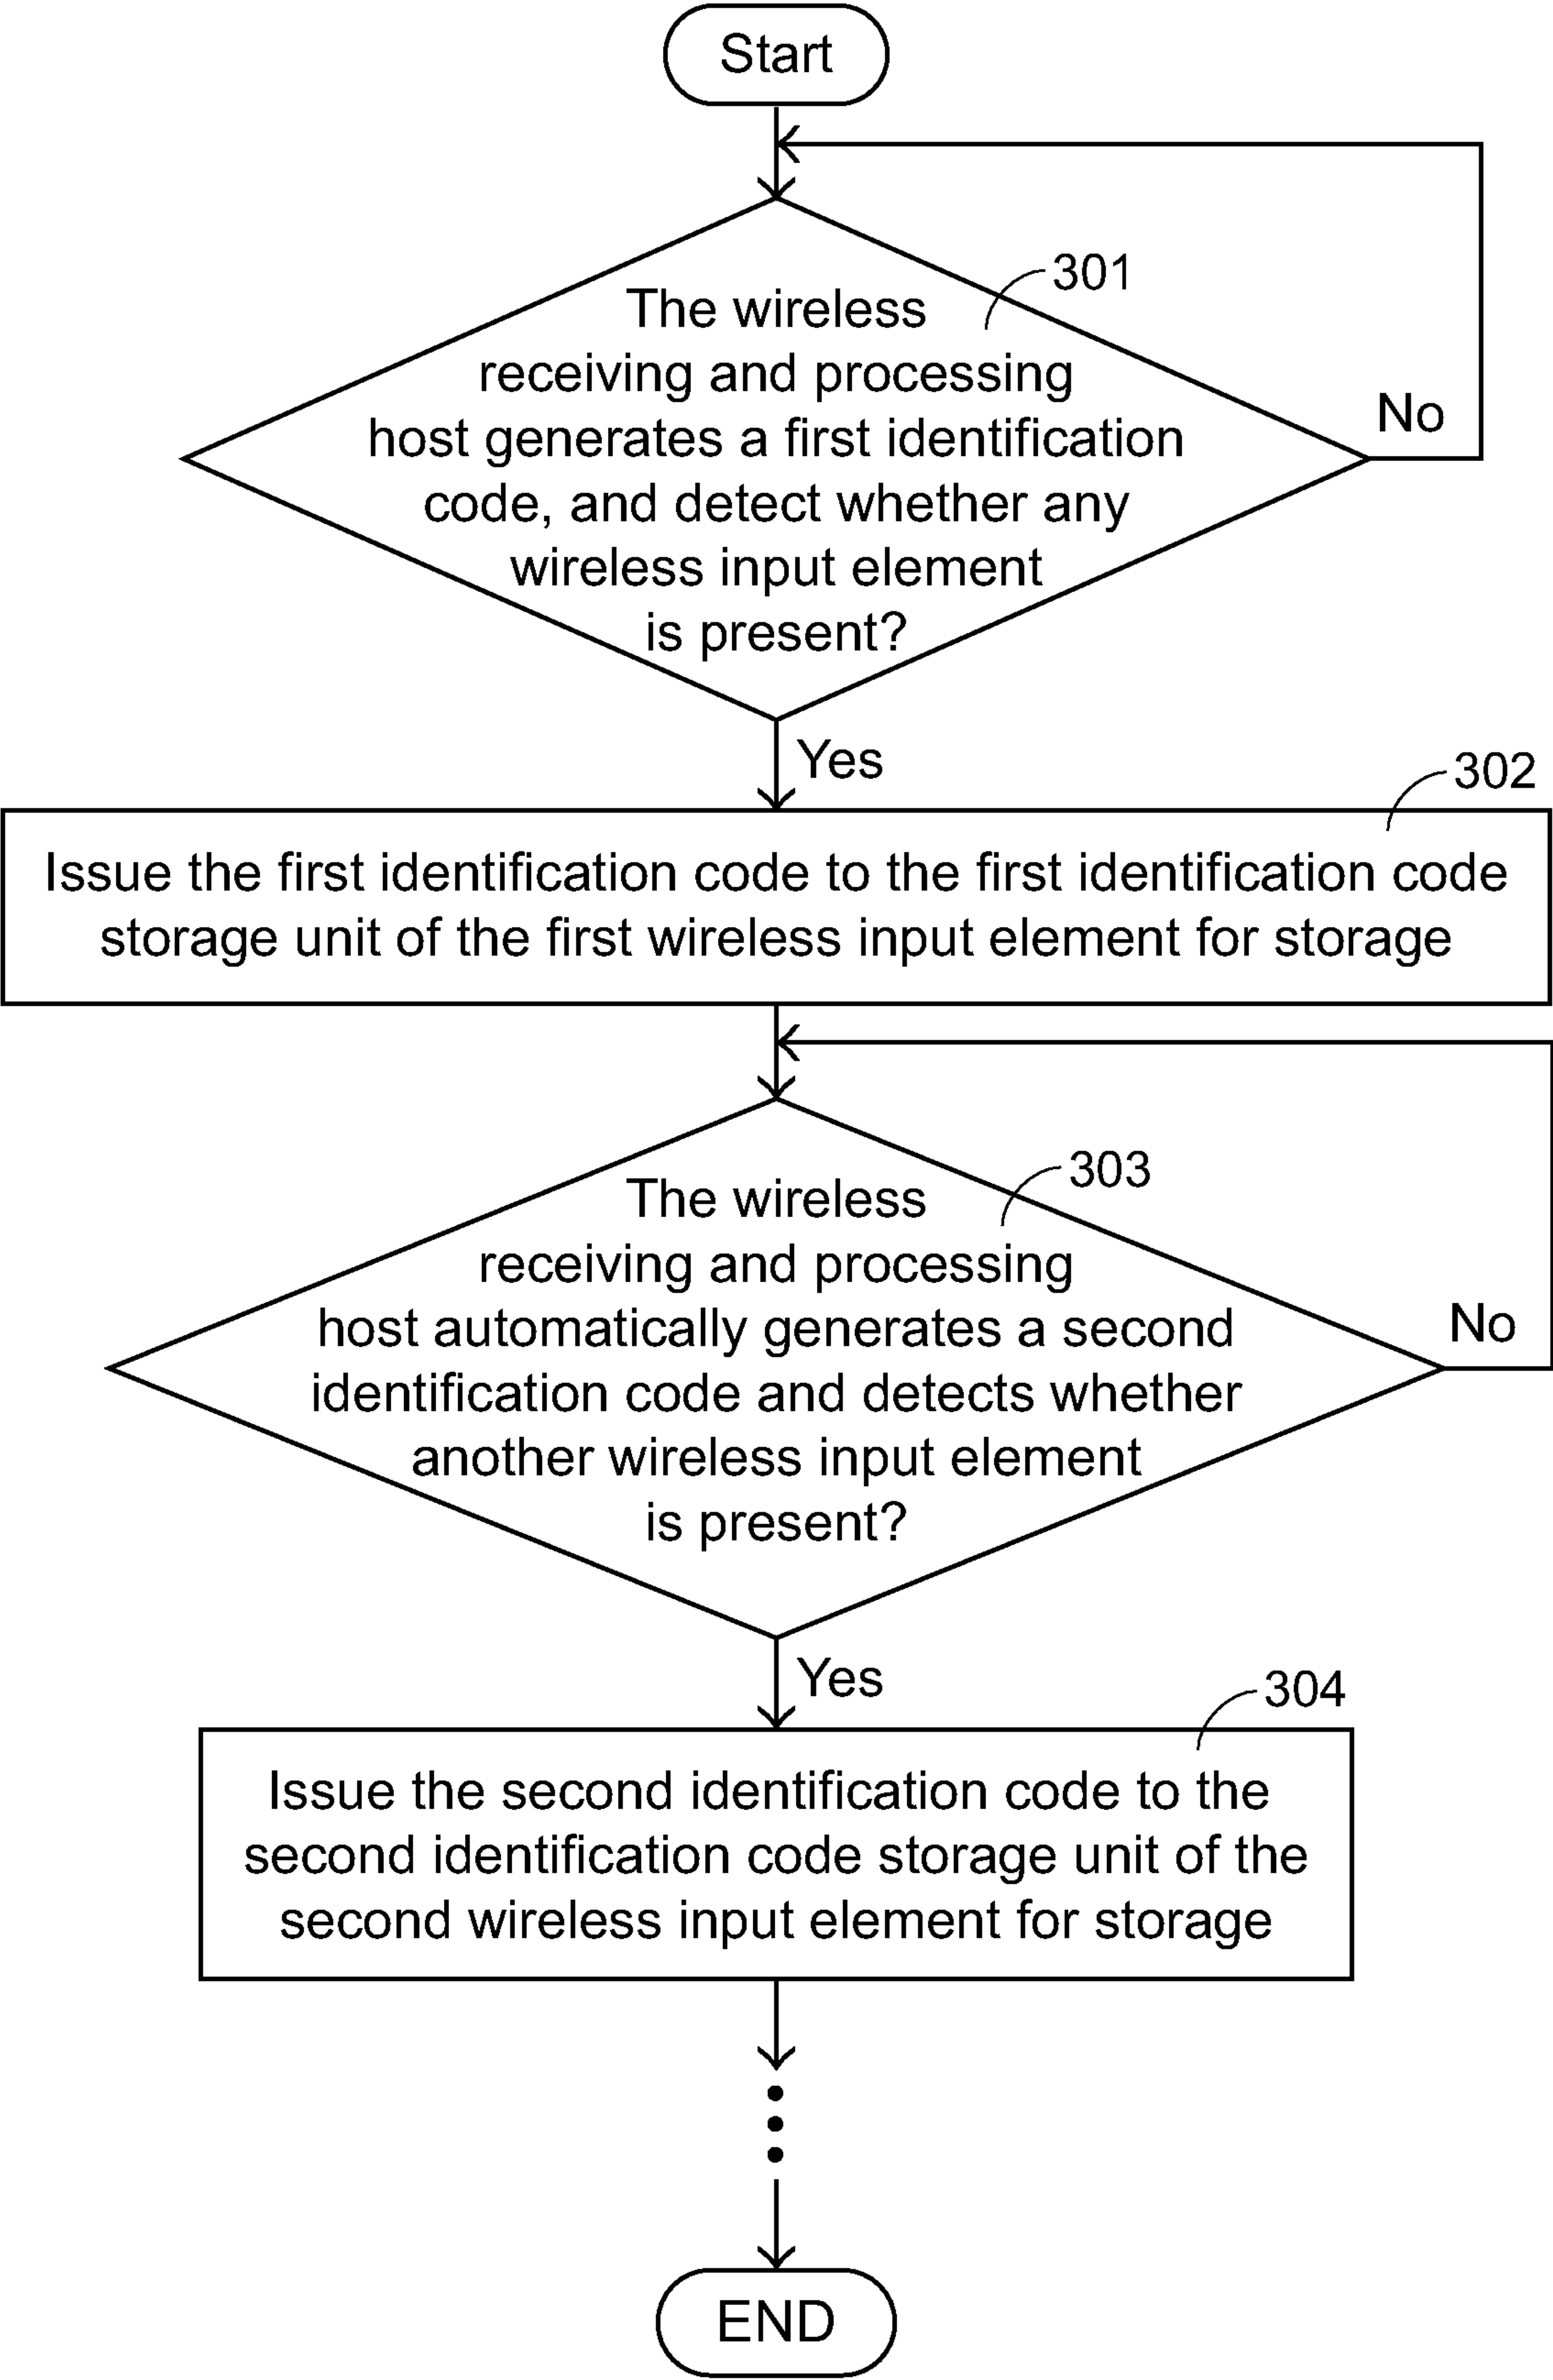 Start
301
The wireless
receiving and processing
host generates a first identification
code, and detect whether any
wireless input element
is present?
No
Yes
302
Issue the first identification code to the first identification code
storage unit of the first wireless input element for storage
303
The wireless
receiving and processing
host automatically generates a second
identification code and detects whether
another wireless input element
is present?
No
Yes
304
Issue the second identification code to the
second identification code storage unit of the
second wireless input element for storage
END